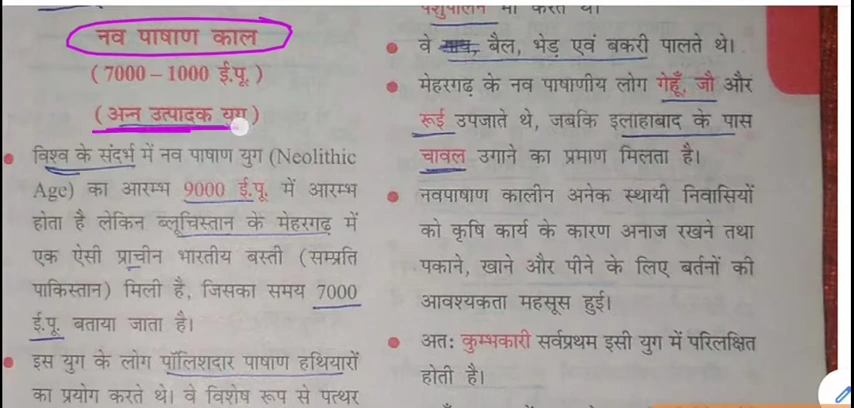 नव पाषाण काल
(7000 – 1000 ई.पू.)
(अन्न उत्पादक युग)
विश्व के संदर्भ में नव पाषाण युग (Neolithic
Age) का आरम्भ 9000 ई.पू. में आरम्भ
होता है लेकिन ब्लूचिस्तान के मेहरगढ़ में
एक ऐसी प्राचीन भारतीय बस्ती (सम्प्रति
पाकिस्तान) मिली है, जिसका समय 7000
ई.पू. बताया जाता है।
इस युग के लोग पॉलिशदार पाषाण हथियारों
का प्रयोग करते थे। वे विशेष रूप से पत्थर
पशुपालन भी करते थे।
वे गाय, बैल, भेड़ एवं बकरी पालते थे।
मेहरगढ़ के नव पाषाणीय लोग गेहूँ, जौ और
रूई उपजाते थे, जबकि इलाहाबाद के पास
चावल उगाने का प्रमाण मिलता है।
नवपाषाण कालीन अनेक स्थायी निवासियों
को कृषि कार्य के कारण अनाज रखने तथा
पकाने, खाने और पीने के लिए बर्तनों की
आवश्यकता महसूस हुई।
अतः कुम्भकारी सर्वप्रथम इसी युग में परिलक्षित
होती है।